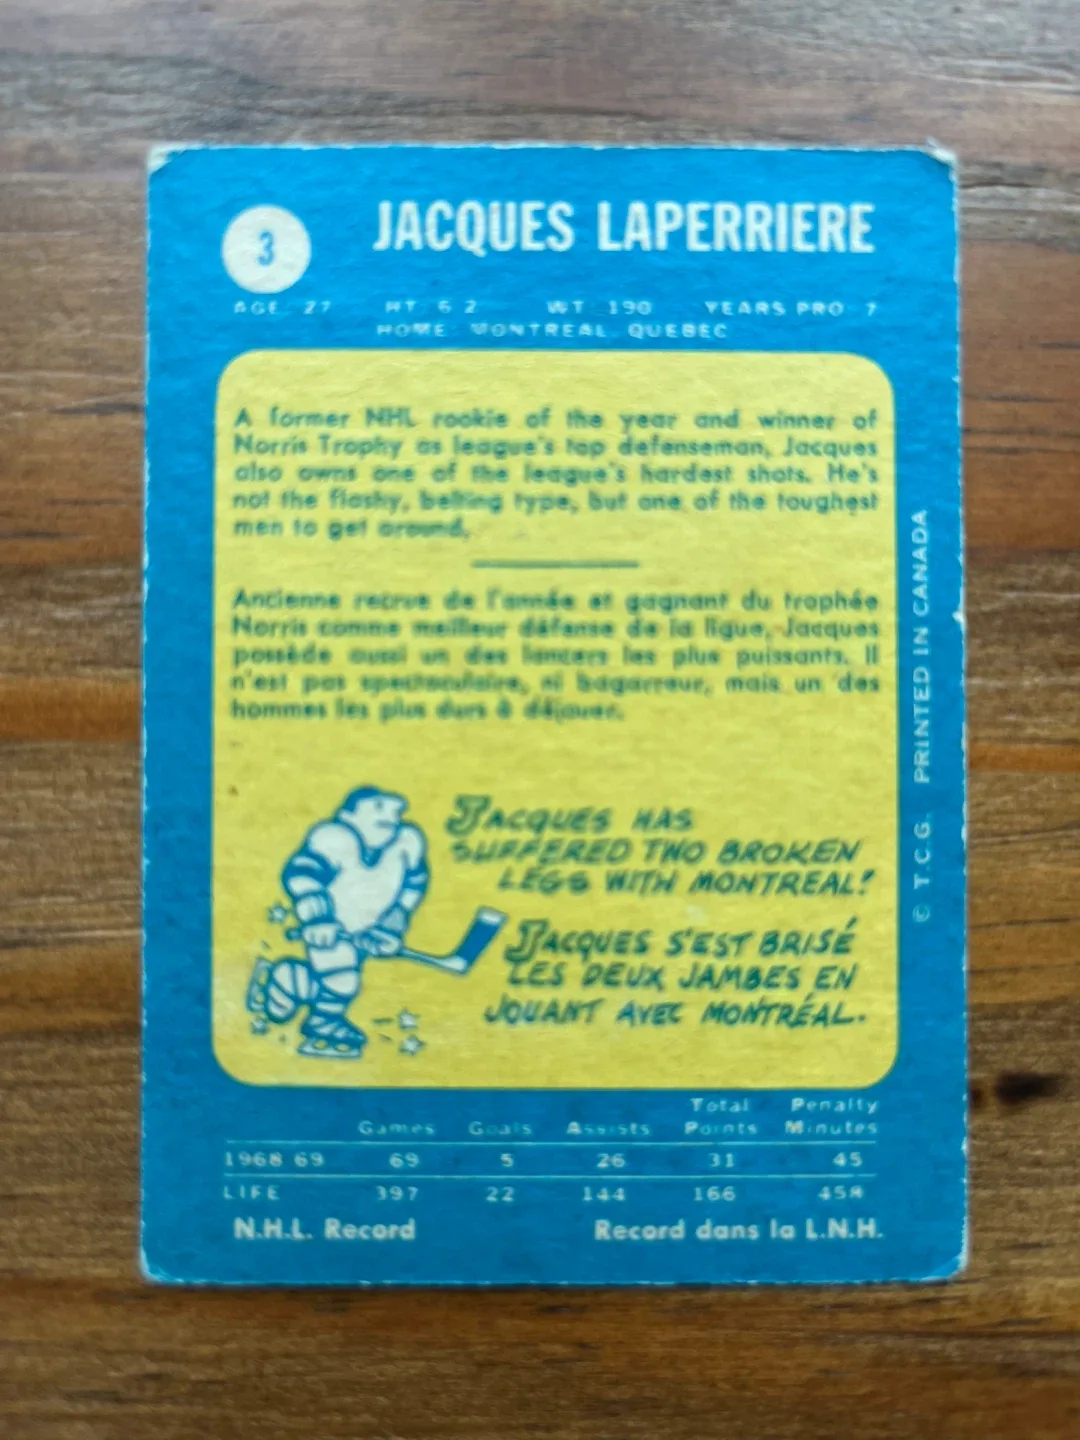 3
JACQUES LAPERRIERE
AGE: 27 HT: 6 2 WT: 190 YEARS PRO: 7
HOME: MONTREAL, QUEBEC
A former NHL rookie of the year and winner of
Norris Trophy as league's top defenseman, Jacques
also owns one of the league's hardest shots. He's
not the flashy, belting type, but one of the toughest
men to get around.
Ancienne recrue de l'année et gagnant du trophée
Norris comme meilleur défense de la ligue, Jacques
possède aussi un des lancers les plus puissants. Il
n'est pas spectaculaire, ni bagarreur, mais un des
hommes les plus durs à déjouer.
JACQUES HAS
SUFFERED TWO BROKEN
LEGS WITH MONTREAL!
JACQUES S'EST BRISÉ
LES DEUX JAMBES EN
JOUANT AVEC MONTRÉAL.
© T.C.G. PRINTED IN CANADA
Total Penalty
Games Goals Assists Points Minutes
1968 69 69 5 26 31 45
LIFE 397 22 144 166 458
N.H.L. Record Record dans la L.N.H.